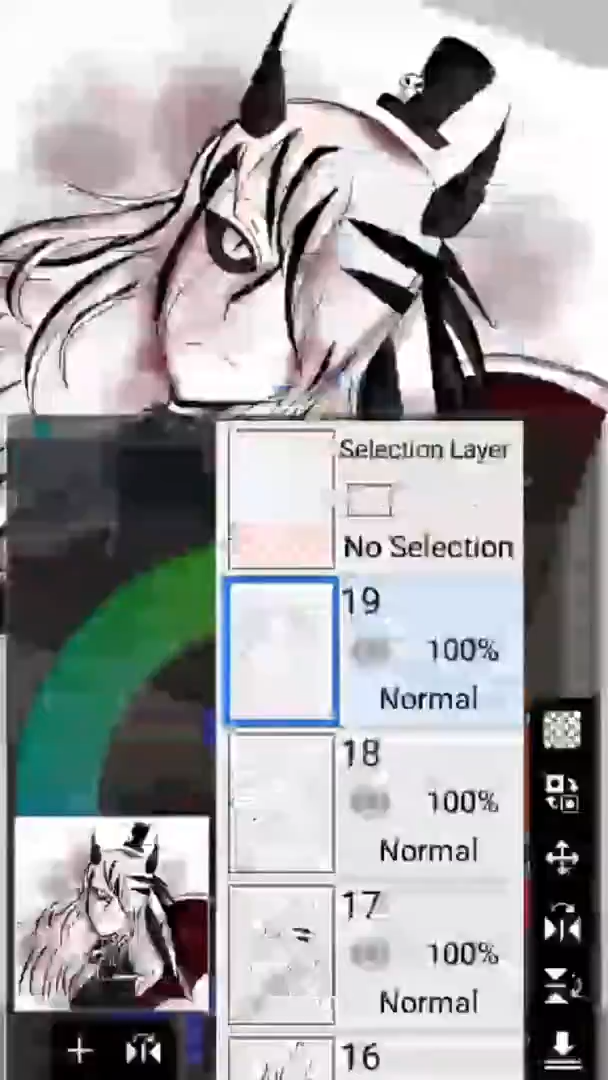 Selection Layer
No Selection
19
100%
Normal
18
100%
Normal
17
100%
Normal
16